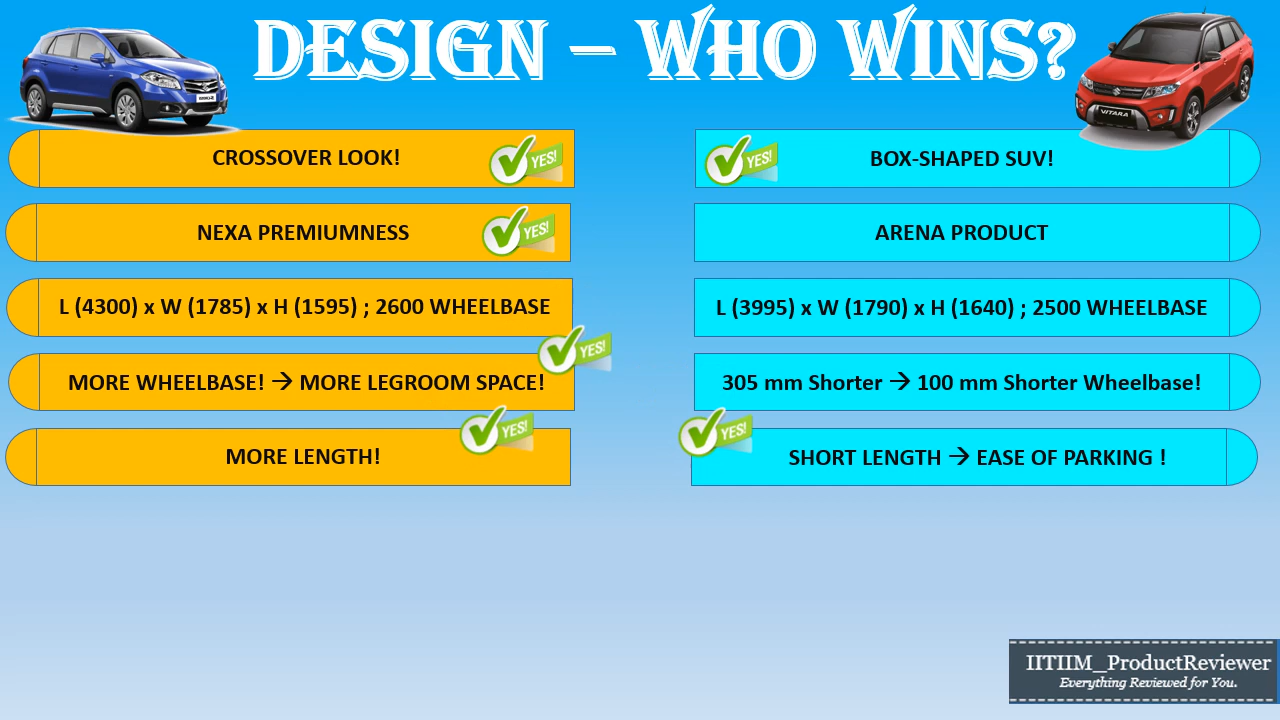 DESIGN – WHO WINS?
VITARA
CROSSOVER LOOK!
YES!
YES!
BOX-SHAPED SUV!
NEXA PREMIUMNESS
YES!
ARENA PRODUCT
L (4300) x W (1785) x H (1595) ; 2600 WHEELBASE
L (3995) x W (1790) x H (1640) ; 2500 WHEELBASE
MORE WHEELBASE! → MORE LEGROOM SPACE!
YES!
305 mm Shorter → 100 mm Shorter Wheelbase!
MORE LENGTH!
YES!
YES!
SHORT LENGTH → EASE OF PARKING !
IITIIM_ProductReviewer
Everything Reviewed for You.